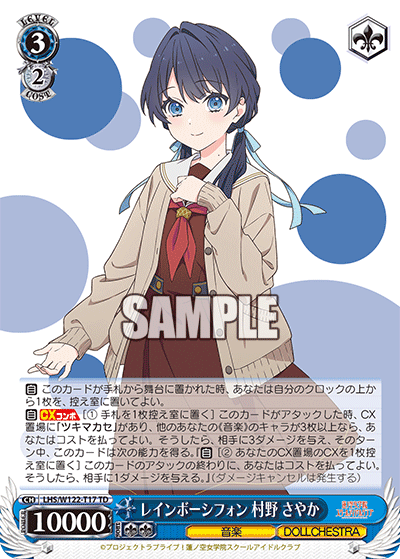 LEVEL
3
2
COST
SAMPLE
自 このカードが手札から舞台に置かれた時、あなたは自分のクロックの上か
ら1枚を、控え室に置いてよい。
自 CXコンボ [① 手札を1枚控え室に置く] このカードがアタックした時、CX
置場に「ツキマカセ」があり、他のあなたの《音楽》のキャラが3枚以上なら、あ
なたはコストを払ってよい。そうしたら、相手に3ダメージを与え、そのター
ン中、このカードは次の能力を得る。『自 [② あなたのCX置場のCXを1枚控
え室に置く] このカードのアタックの終わりに、あなたはコストを払ってよ
い。そうしたら、相手に1ダメージを与える。』(ダメージキャンセルは発生する)
LHS/W122-T17 TD
10000
レインボーシフォン 村野 さやか
音楽
DOLLCHESTRA
©プロジェクトラブライブ！蓮ノ空女学院スクールアイドルクラブ